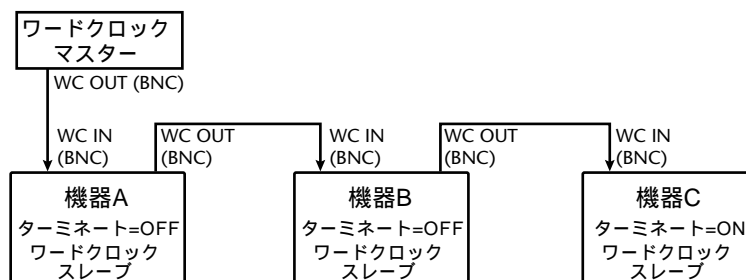 ワードクロック
マスター
WC OUT (BNC)
WC IN
(BNC)
WC OUT
(BNC)
WC IN
(BNC)
WC OUT
(BNC)
WC IN
(BNC)
機器A
ターミネート=OFF
ワードクロック
スレーブ
機器B
ターミネート=OFF
ワードクロック
スレーブ
機器C
ターミネート=ON
ワードクロック
スレーブ